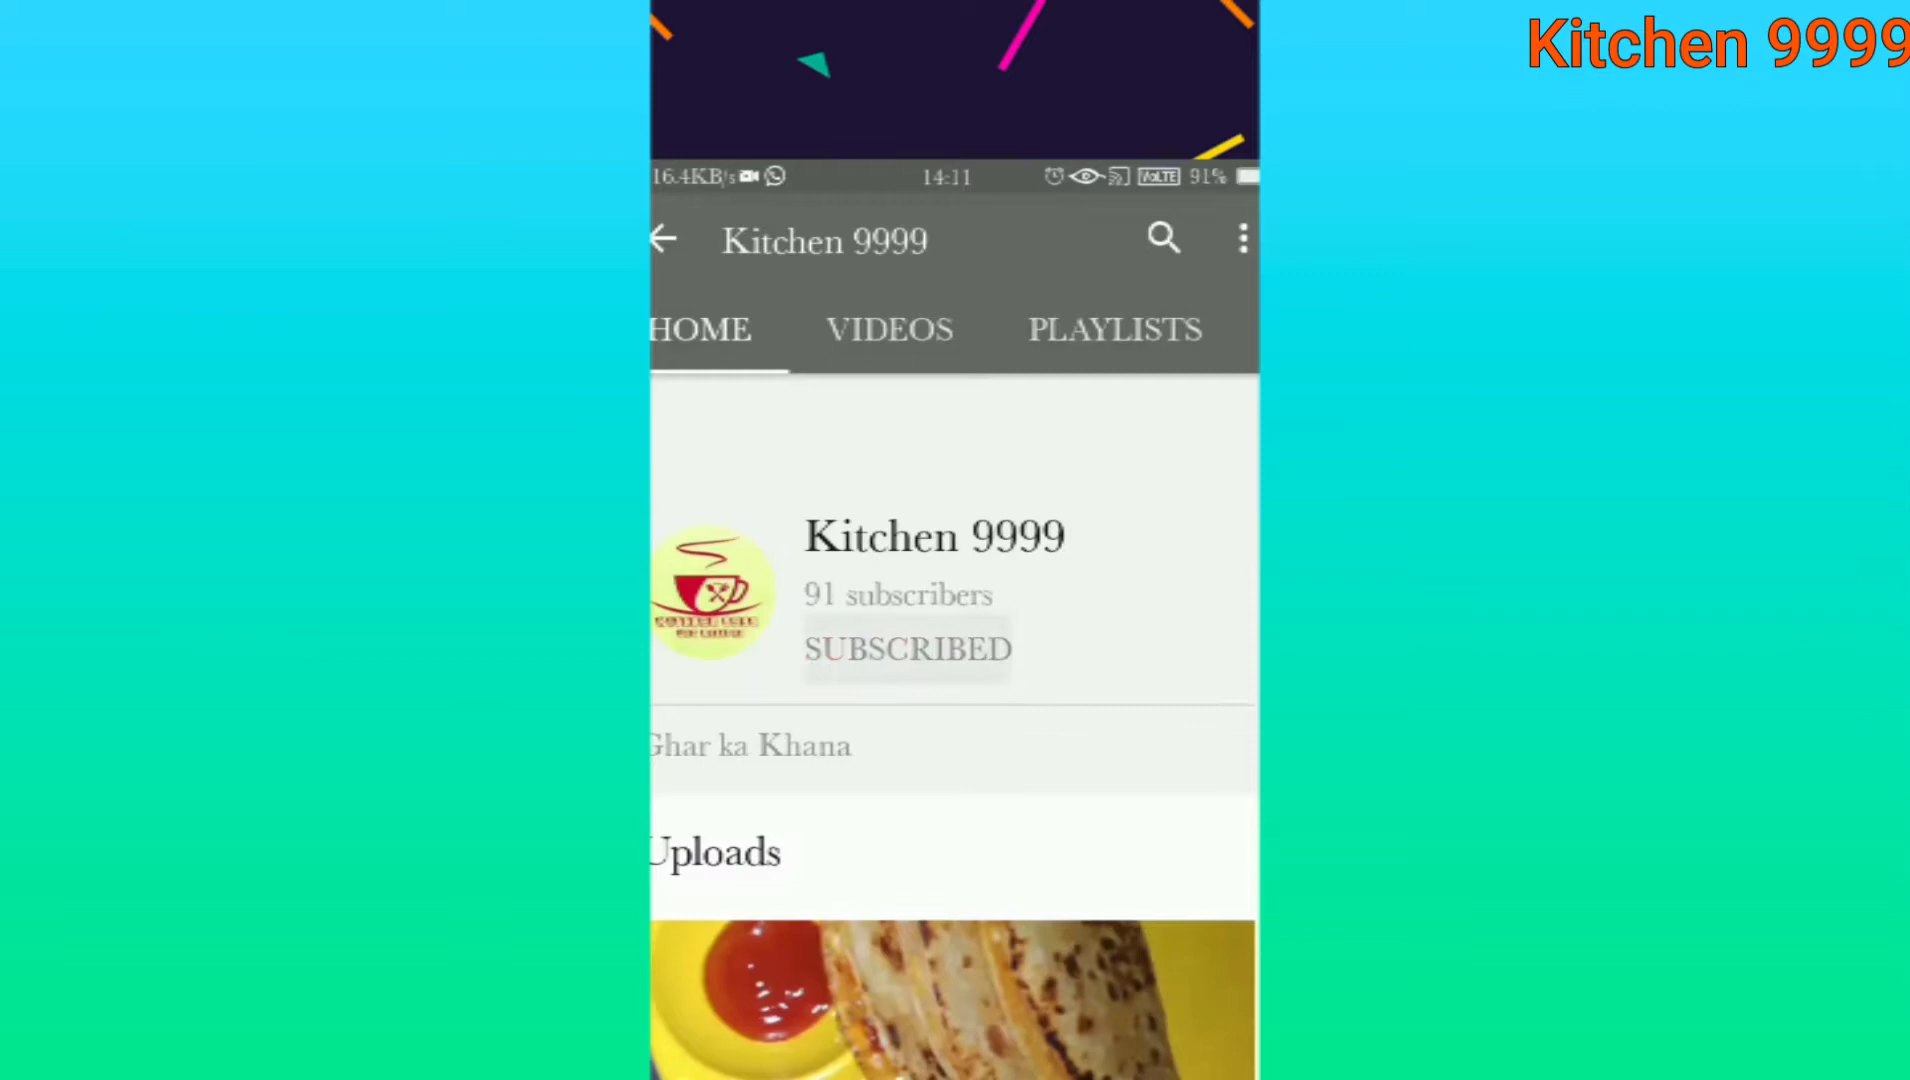 Kitchen 9999
16.4KB/s 14:11 VoLTE 91%
Kitchen 9999
HOME VIDEOS PLAYLISTS
Kitchen 9999
91 subscribers
SUBSCRIBED
Ghar ka Khana
Uploads